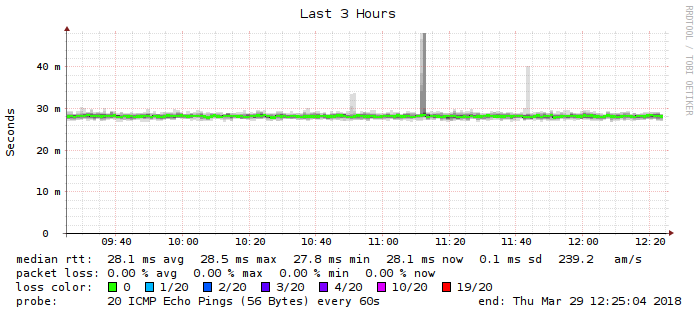 Last 3 Hours
RRDTOOL / TOBI OETIKER
Seconds
40 m
30 m
20 m
10 m
0
09:40 10:00 10:20 10:40 11:00 11:20 11:40 12:00 12:20
median rtt: 28.1 ms avg 28.5 ms max 27.8 ms min 28.1 ms now 0.1 ms sd 239.2 am/s
packet loss: 0.00 % avg 0.00 % max 0.00 % min 0.00 % now
loss color: 0 1/20 2/20 3/20 4/20 10/20 19/20
probe: 20 ICMP Echo Pings (56 Bytes) every 60s end: Thu Mar 29 12:25:04 2018